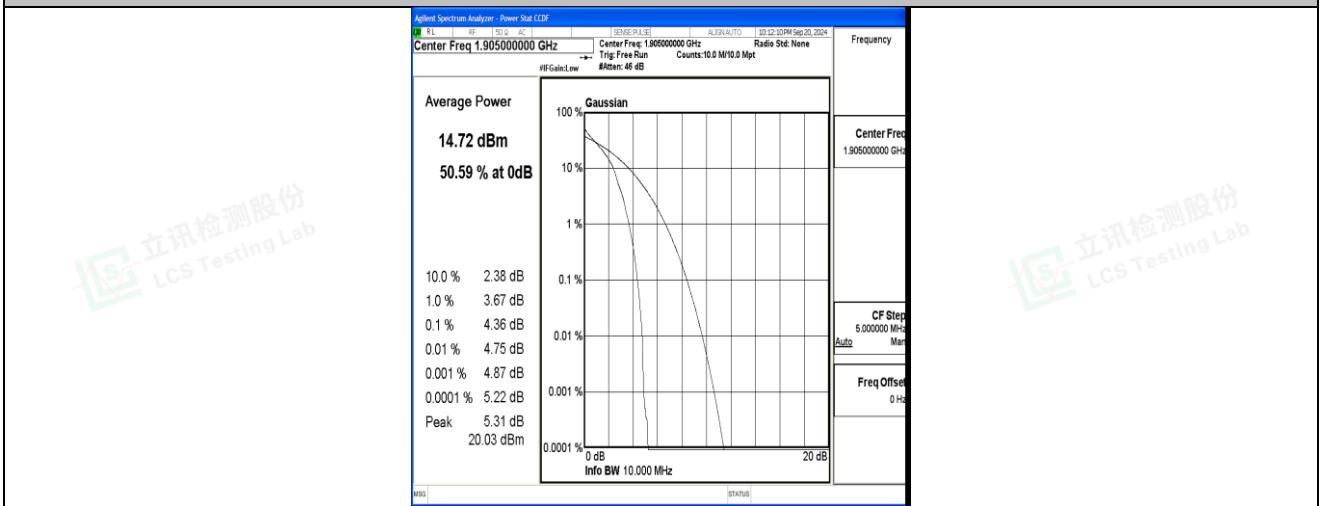 Agilent Spectrum Analyzer - Power Stat CCDF
RL RF 50 Ω AC SENSE:PULSE ALIGN AUTO 10:12:10 PM Sep 20, 2024
Center Freq 1.905000000 GHz
Center Freq: 1.905000000 GHz Radio Std: None
Trig: Free Run Counts:10.0 M/10.0 Mpt
#IFGain:Low #Atten: 46 dB
Frequency
Average Power
14.72 dBm
50.59 % at 0dB
10.0 % 2.38 dB
1.0 % 3.67 dB
0.1 % 4.36 dB
0.01 % 4.75 dB
0.001 % 4.87 dB
0.0001 % 5.22 dB
Peak 5.31 dB
20.03 dBm
Gaussian
100 %
10 %
1 %
0.1 %
0.01 %
0.001 %
0.0001 %
0 dB 20 dB
Info BW 10.000 MHz
Center Freq
1.905000000 GHz
CF Step
5.000000 MHz
Auto Man
Freq Offset
0 Hz
MSG STATUS
立讯检测股份
LCS Testing Lab
立讯检测股份
LCS Testing Lab